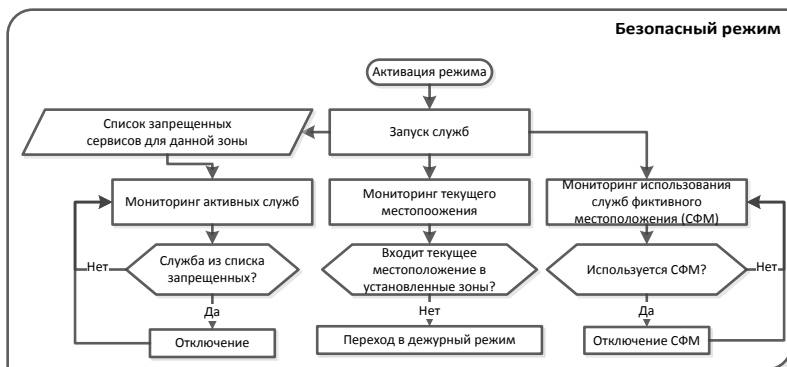 Безопасный режим
Активация режима
Список запрещенных
сервисов для данной зоны
Запуск служб
Мониторинг активных служб
Мониторинг текущего
местопоожения
Мониторинг использования
служб фиктивного
местоположения (СФМ)
Нет
Служба из списка
запрещенных?
Входит текущее
местоположение в
установленные зоны?
Используется СФМ?
Нет
Да
Нет
Да
Отключение
Переход в дежурный режим
Отключение СФМ